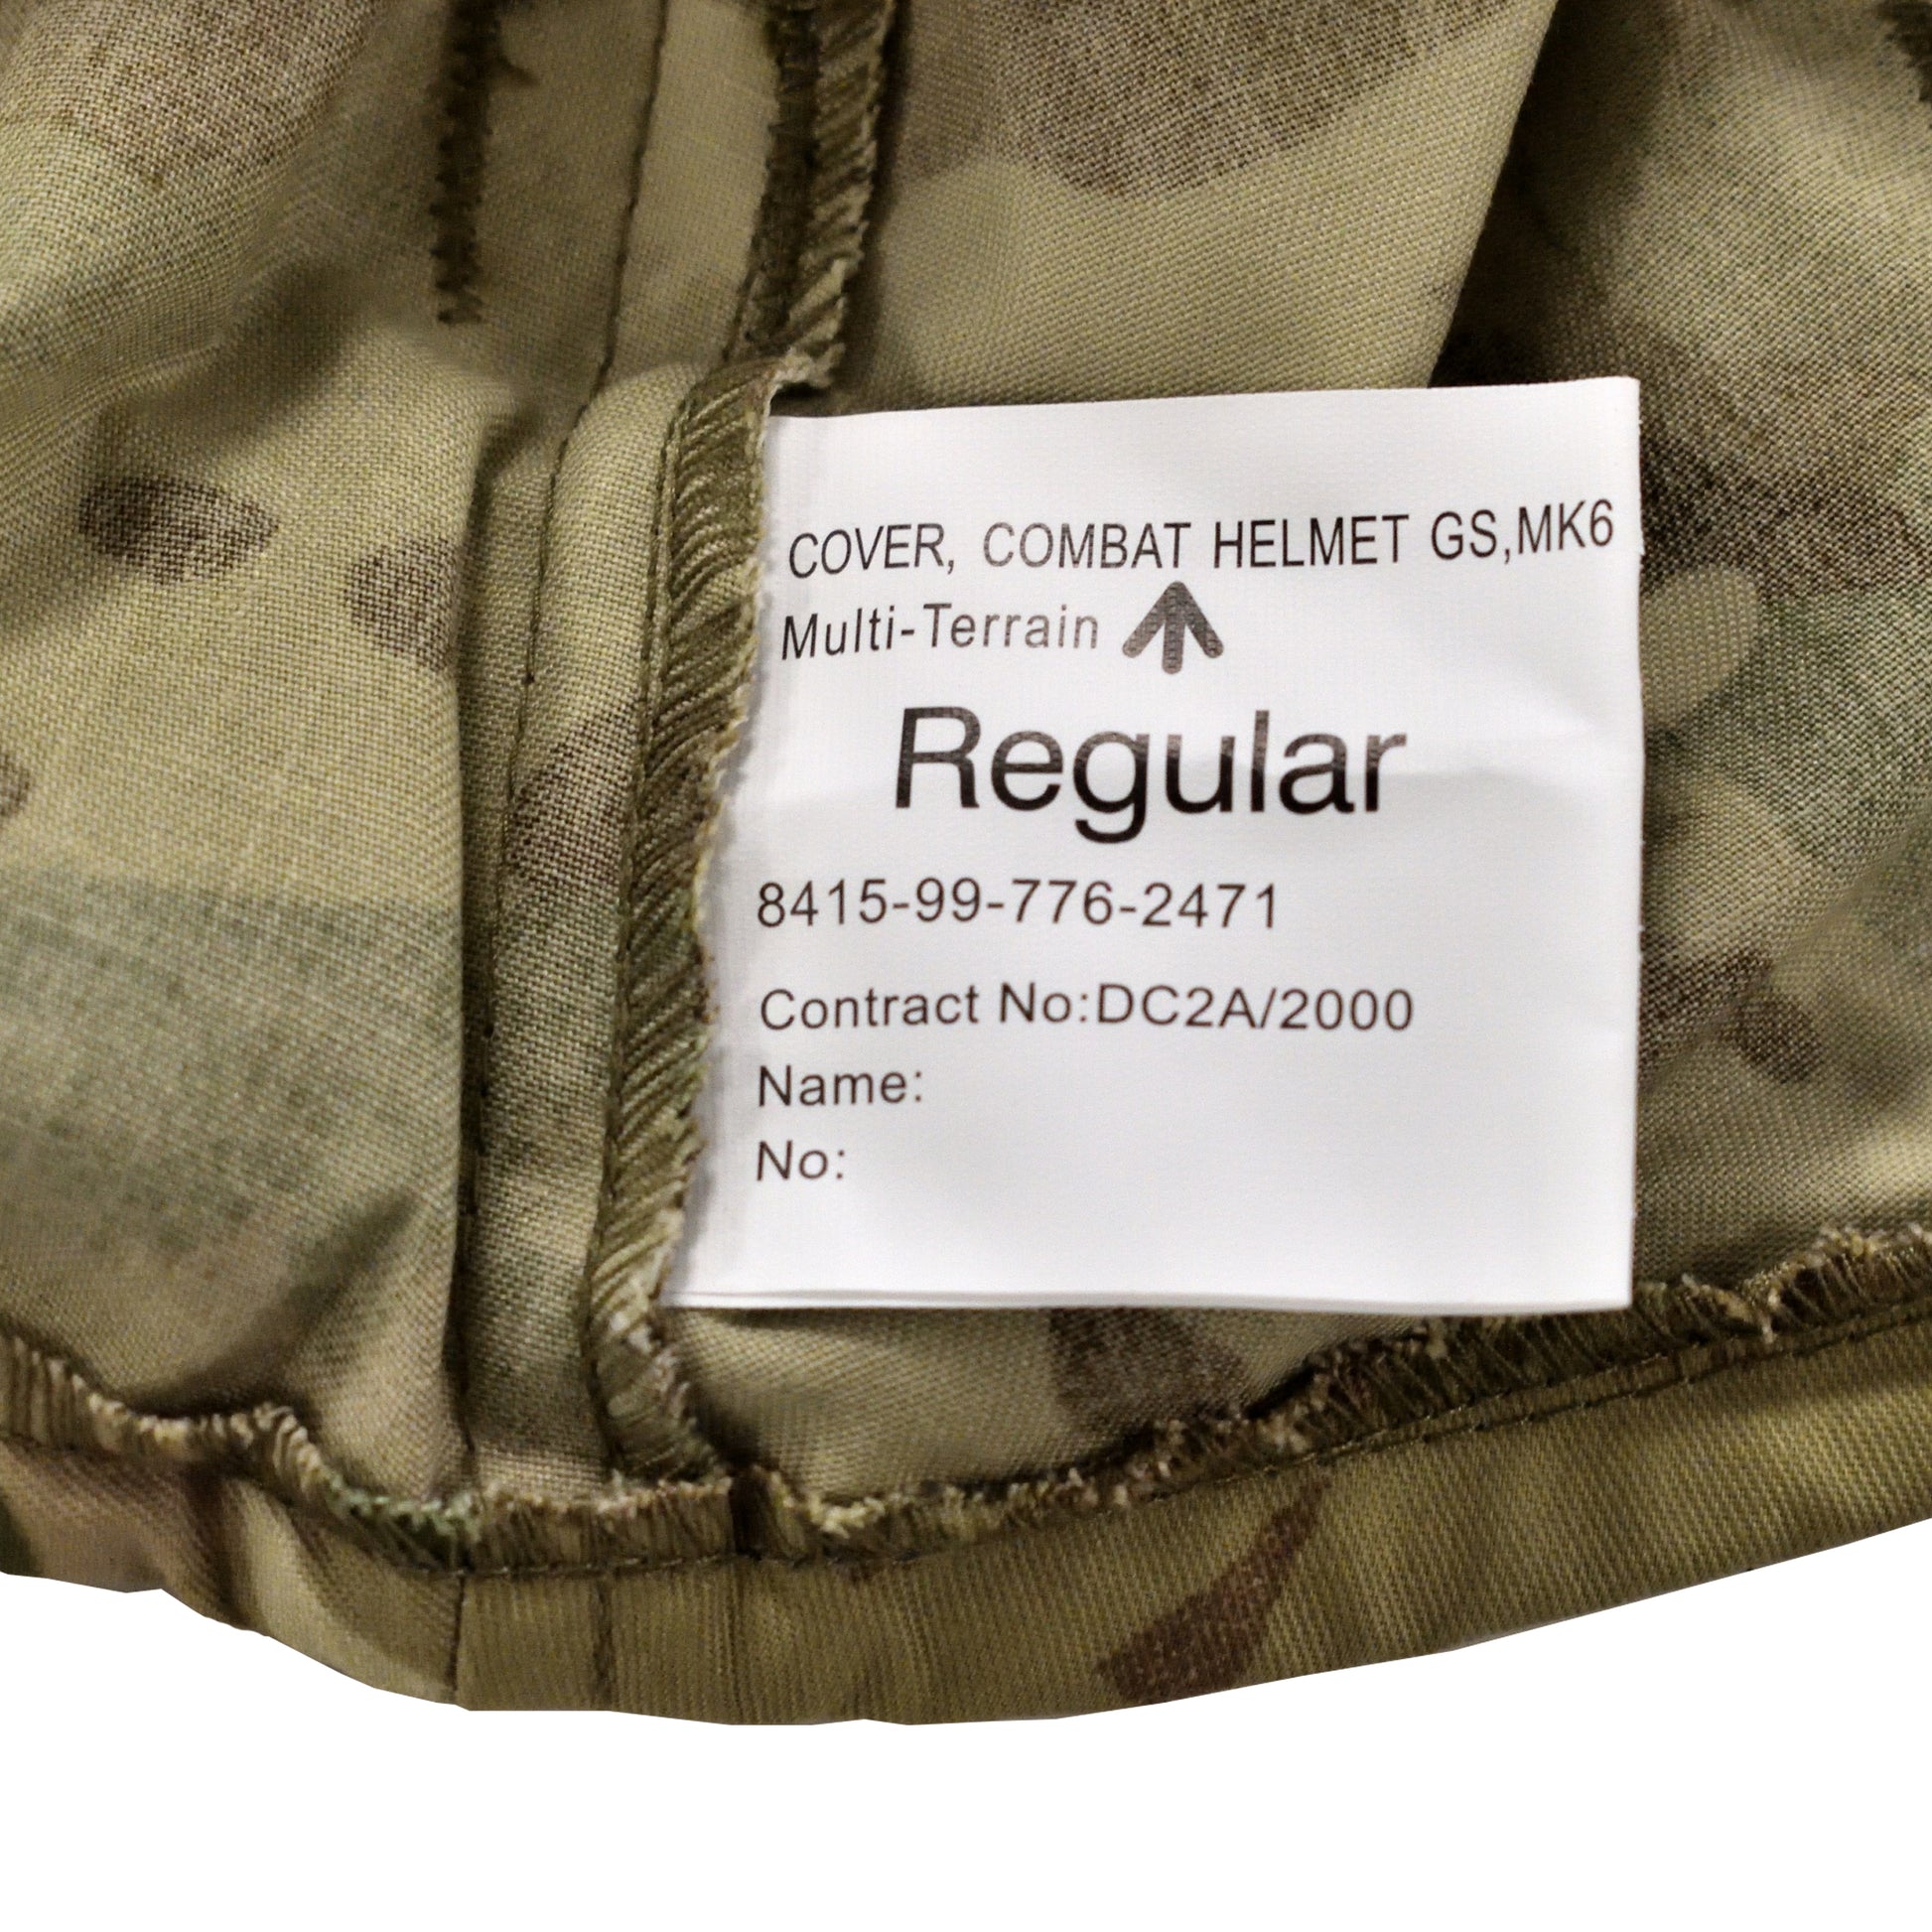 COVER, COMBAT HELMET GS,MK6
Multi-Terrain
Regular
8415-99-776-2471
Contract No:DC2A/2000
Name:
No: